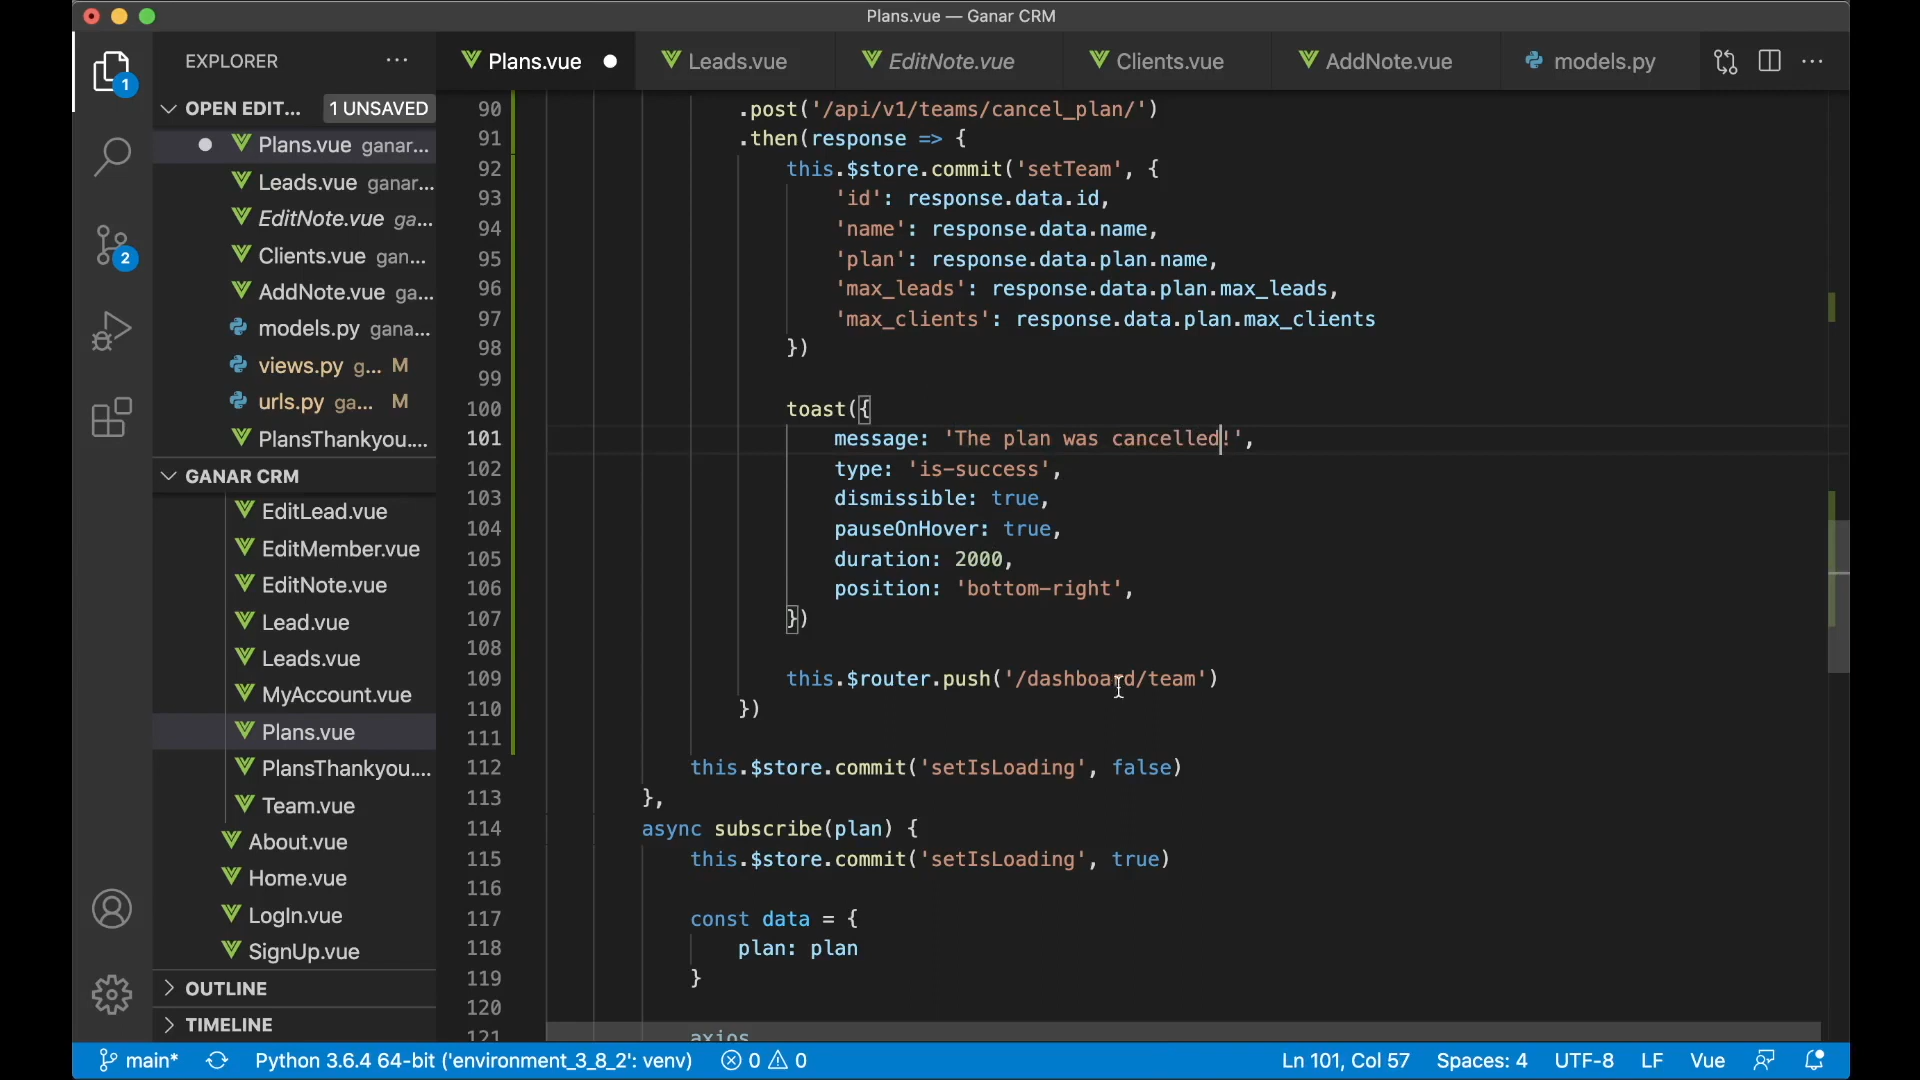 Plans.vue — Ganar CRM
EXPLORER
Plans.vue
Leads.vue
EditNote.vue
Clients.vue
AddNote.vue
models.py
1
2
OPEN EDIT... 1 UNSAVED
Plans.vue ganar...
Leads.vue ganar...
EditNote.vue ga...
Clients.vue gan...
AddNote.vue ga...
models.py gana...
views.py g... M
urls.py ga... M
PlansThankyou....
GANAR CRM
EditLead.vue
EditMember.vue
EditNote.vue
Lead.vue
Leads.vue
MyAccount.vue
Plans.vue
PlansThankyou....
Team.vue
About.vue
Home.vue
LogIn.vue
SignUp.vue
OUTLINE
TIMELINE
90 .post('/api/v1/teams/cancel_plan/')
91 .then(response => {
92 this.$store.commit('setTeam', {
93 'id': response.data.id,
94 'name': response.data.name,
95 'plan': response.data.plan.name,
96 'max_leads': response.data.plan.max_leads,
97 'max_clients': response.data.plan.max_clients
98 })
99
100 toast({
101 message: 'The plan was cancelled!',
102 type: 'is-success',
103 dismissible: true,
104 pauseOnHover: true,
105 duration: 2000,
106 position: 'bottom-right',
107 })
108
109 this.$router.push('/dashboard/team')
110 })
111
112 this.$store.commit('setIsLoading', false)
113 },
114 async subscribe(plan) {
115 this.$store.commit('setIsLoading', true)
116
117 const data = {
118 plan: plan
119 }
120
121 axios
main* Python 3.6.4 64-bit ('environment_3_8_2': venv) 0 0 Ln 101, Col 57 Spaces: 4 UTF-8 LF Vue